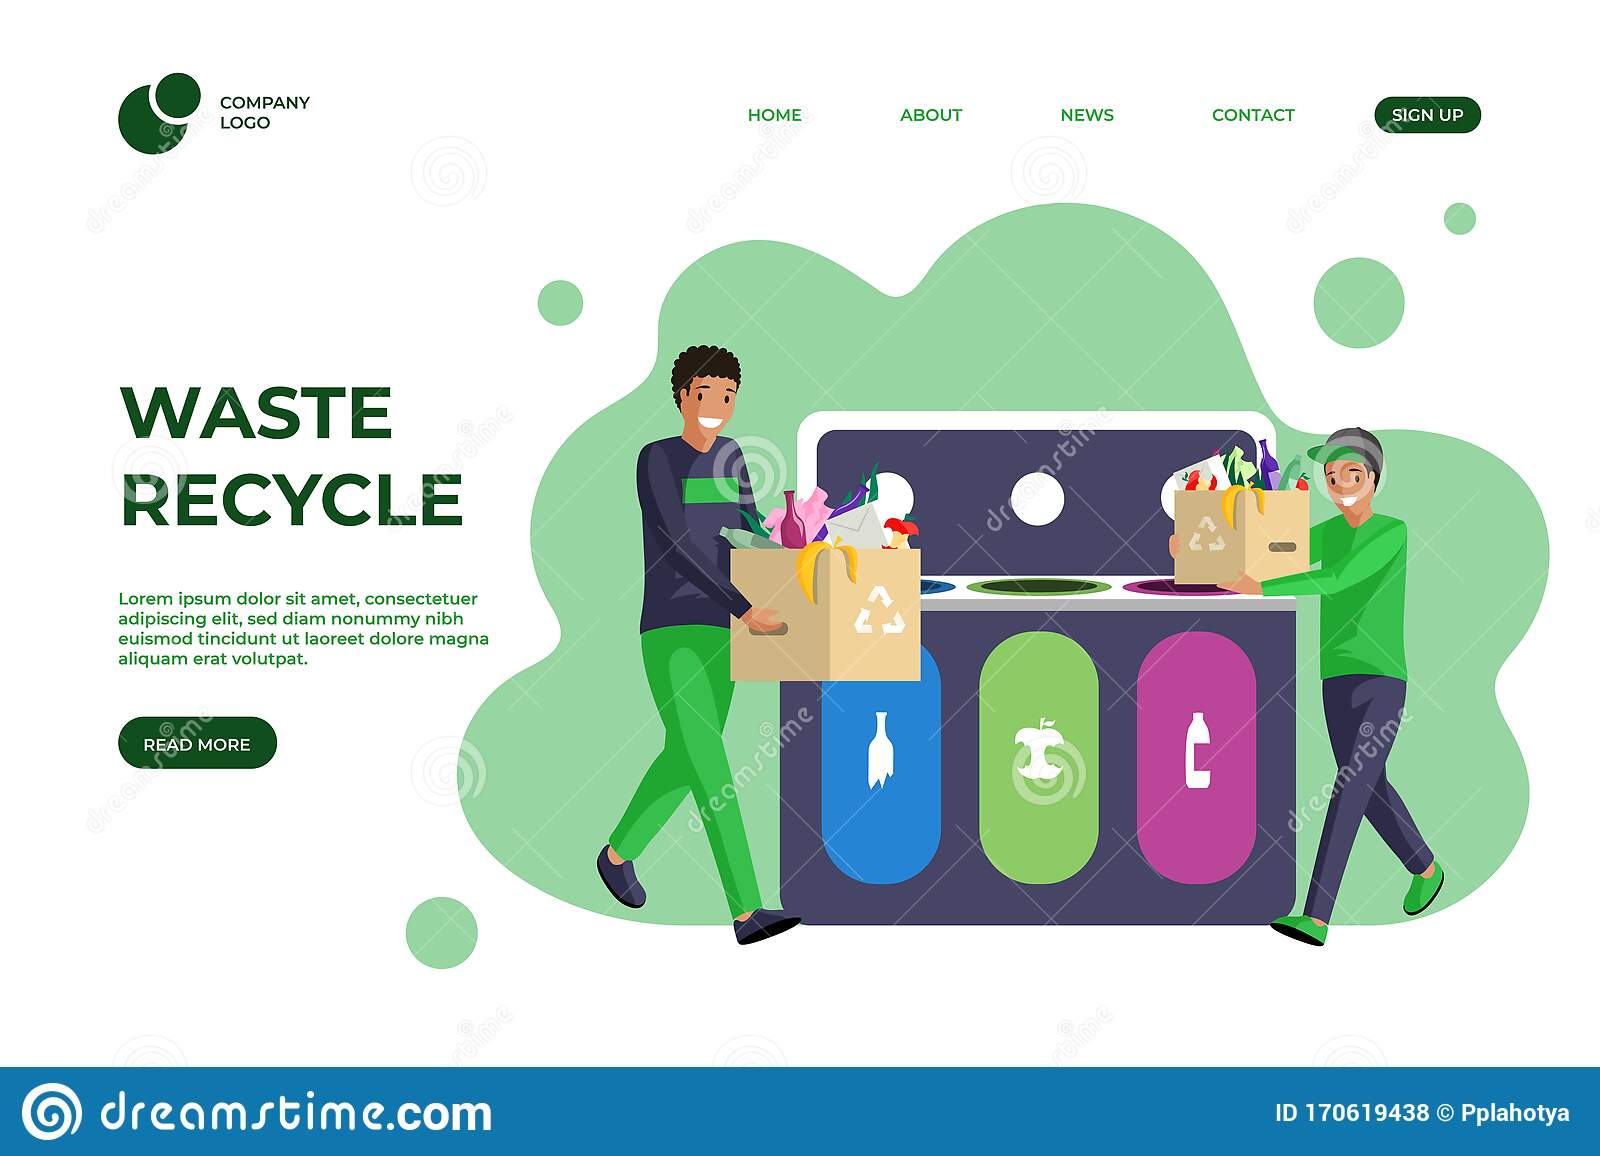 COMPANY
LOGO
HOME ABOUT NEWS CONTACT SIGN UP
WASTE
RECYCLE
Lorem ipsum dolor sit amet, consectetuer
adipiscing elit, sed diam nonummy nibh
euismod tincidunt ut laoreet dolore magna
aliquam erat volutpat.
READ MORE
dreamstime.com
ID 170619438 © Pplahotya